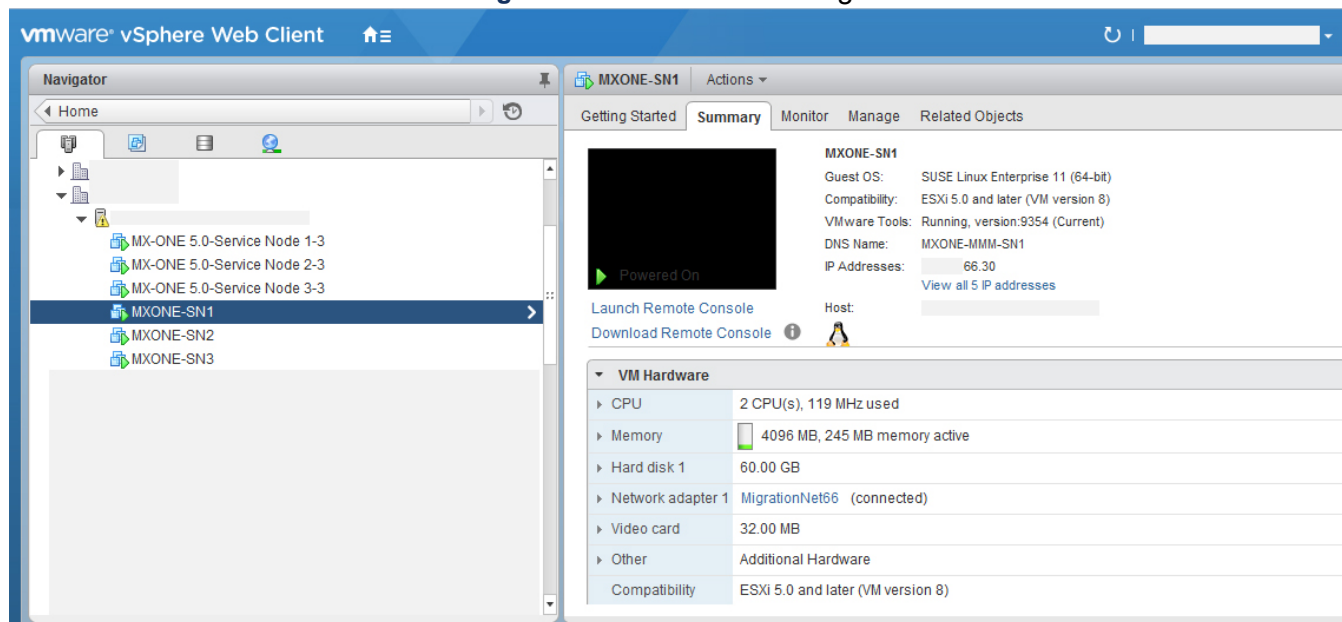 vmware® vSphere Web Client
Navigator
Home
MX-ONE 5.0-Service Node 1-3
MX-ONE 5.0-Service Node 2-3
MX-ONE 5.0-Service Node 3-3
MXONE-SN1
MXONE-SN2
MXONE-SN3
MXONE-SN1 Actions
Getting Started Summary Monitor Manage Related Objects
Powered On
Launch Remote Console
Download Remote Console
MXONE-SN1
Guest OS: SUSE Linux Enterprise 11 (64-bit)
Compatibility: ESXi 5.0 and later (VM version 8)
VMware Tools: Running, version:9354 (Current)
DNS Name: MXONE-MMM-SN1
IP Addresses: 66.30
View all 5 IP addresses
Host:
VM Hardware
CPU 2 CPU(s), 119 MHz used
Memory 4096 MB, 245 MB memory active
Hard disk 1 60.00 GB
Network adapter 1 MigrationNet66 (connected)
Video card 32.00 MB
Other Additional Hardware
Compatibility ESXi 5.0 and later (VM version 8)